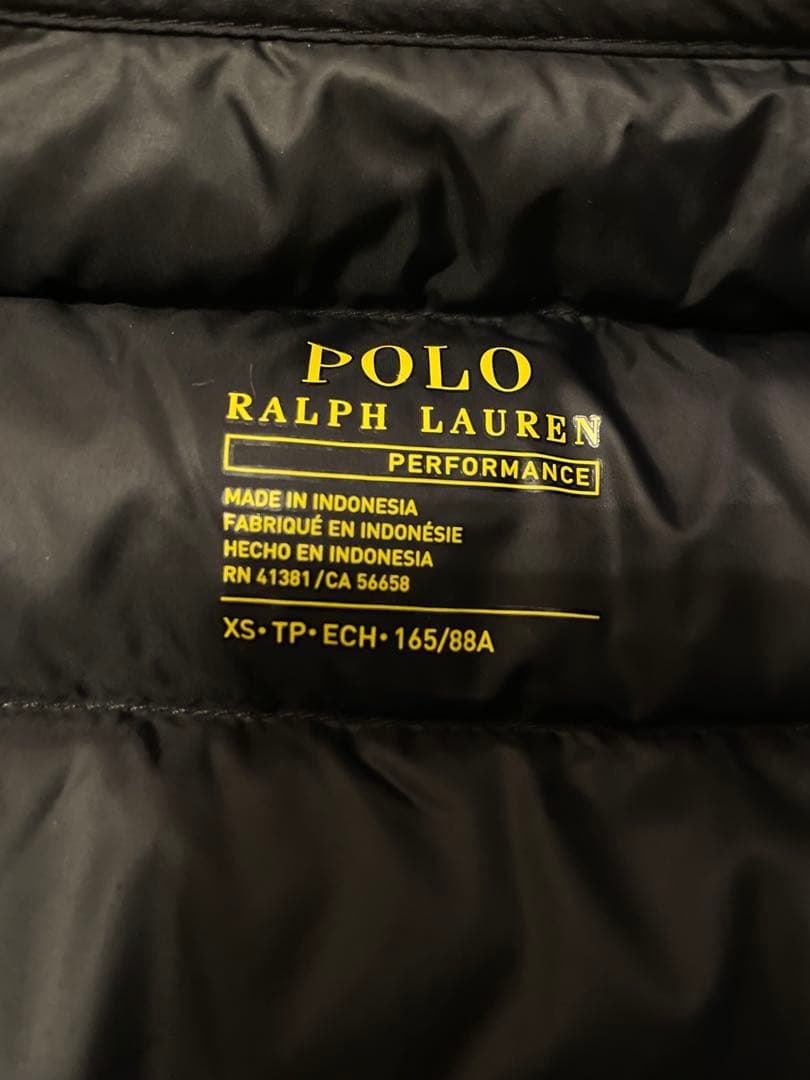 POLO
RALPH LAUREN
PERFORMANCE
MADE IN INDONESIA
FABRIQUÉ EN INDONÉSIE
HECHO EN INDONESIA
RN 41381/CA 56658
XS•TP•ECH•165/88A